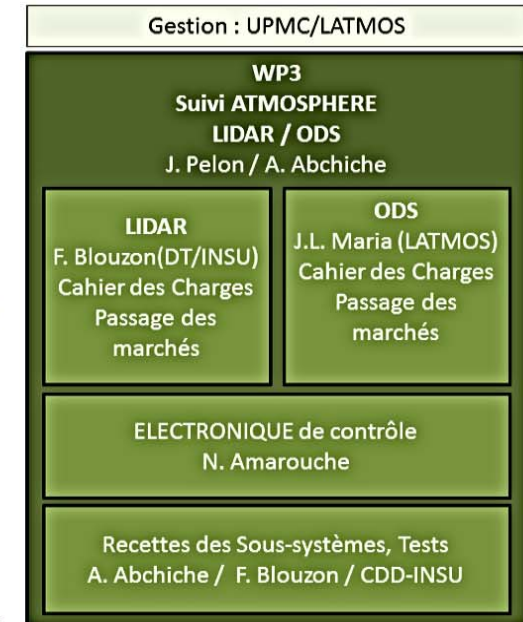 Gestion : UPMC/LATMOS
WP3
Suivi ATMOSPHERE
LIDAR / ODS
J. Pelon / A. Abchiche
LIDAR
F. Blouzon(DT/INSU)
Cahier des Charges
Passage des
marchés
ODS
J.L. Maria (LATMOS)
Cahier des Charges
Passage des
marchés
ELECTRONIQUE de contrôle
N. Amarouche
Recettes des Sous-systèmes, Tests
A. Abchiche / F. Blouzon / CDD-INSU